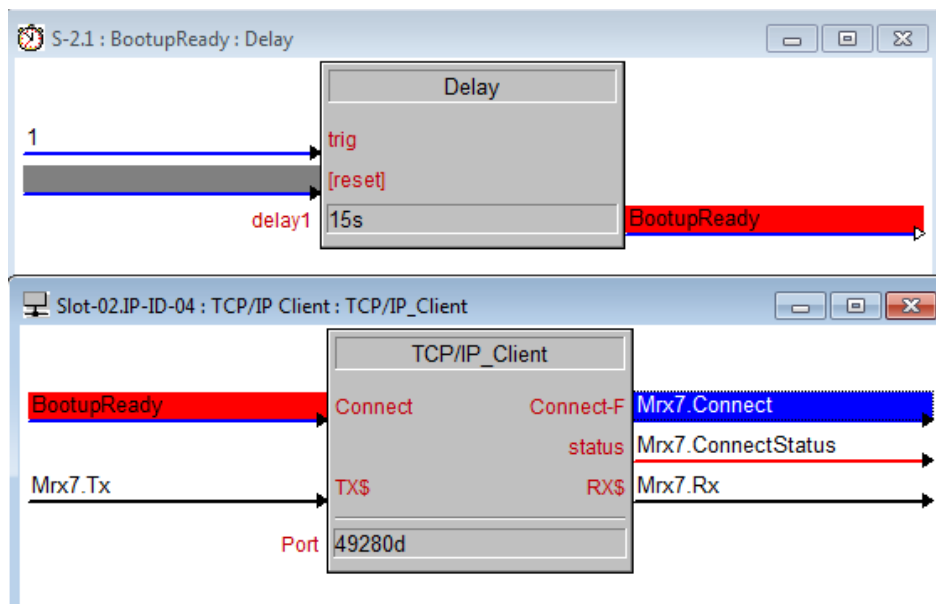 S-2.1 : BootupReady : Delay
Delay
1
trig
[reset]
delay1 15s BootupReady
Slot-02.IP-ID-04 : TCP/IP Client : TCP/IP_Client
TCP/IP_Client
BootupReady Connect Connect-F Mrx7.Connect
status Mrx7.ConnectStatus
Mrx7.Tx TX$ RX$ Mrx7.Rx
Port 49280d